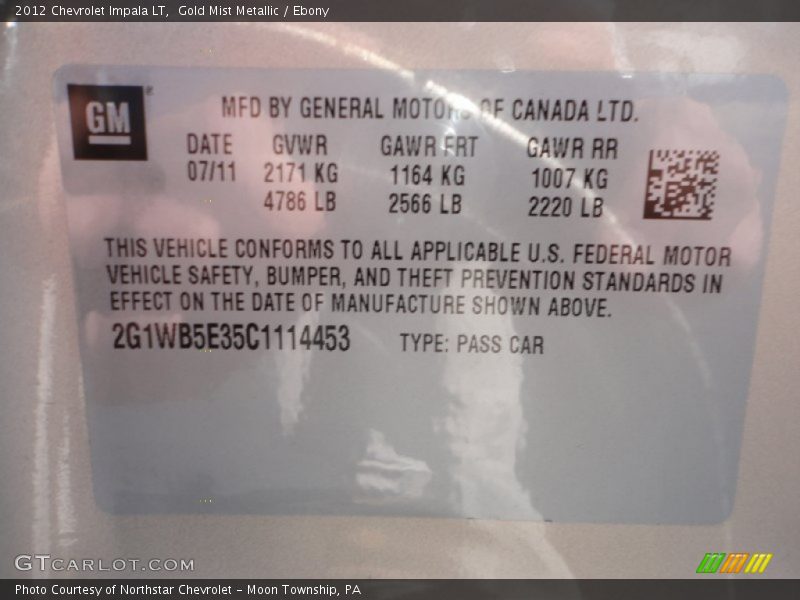 2012 Chevrolet Impala LT,  Gold Mist Metallic / Ebony
GM
MFD BY GENERAL MOTORS OF CANADA LTD.
DATE GVWR GAWR FRT GAWR RR
07/11 2171 KG 1164 KG 1007 KG
4786 LB 2566 LB 2220 LB
THIS VEHICLE CONFORMS TO ALL APPLICABLE U.S. FEDERAL MOTOR
VEHICLE SAFETY, BUMPER, AND THEFT PREVENTION STANDARDS IN
EFFECT ON THE DATE OF MANUFACTURE SHOWN ABOVE.
2G1WB5E35C1114453 TYPE: PASS CAR
GTCARLOT.COM
Photo Courtesy of Northstar Chevrolet - Moon Township, PA